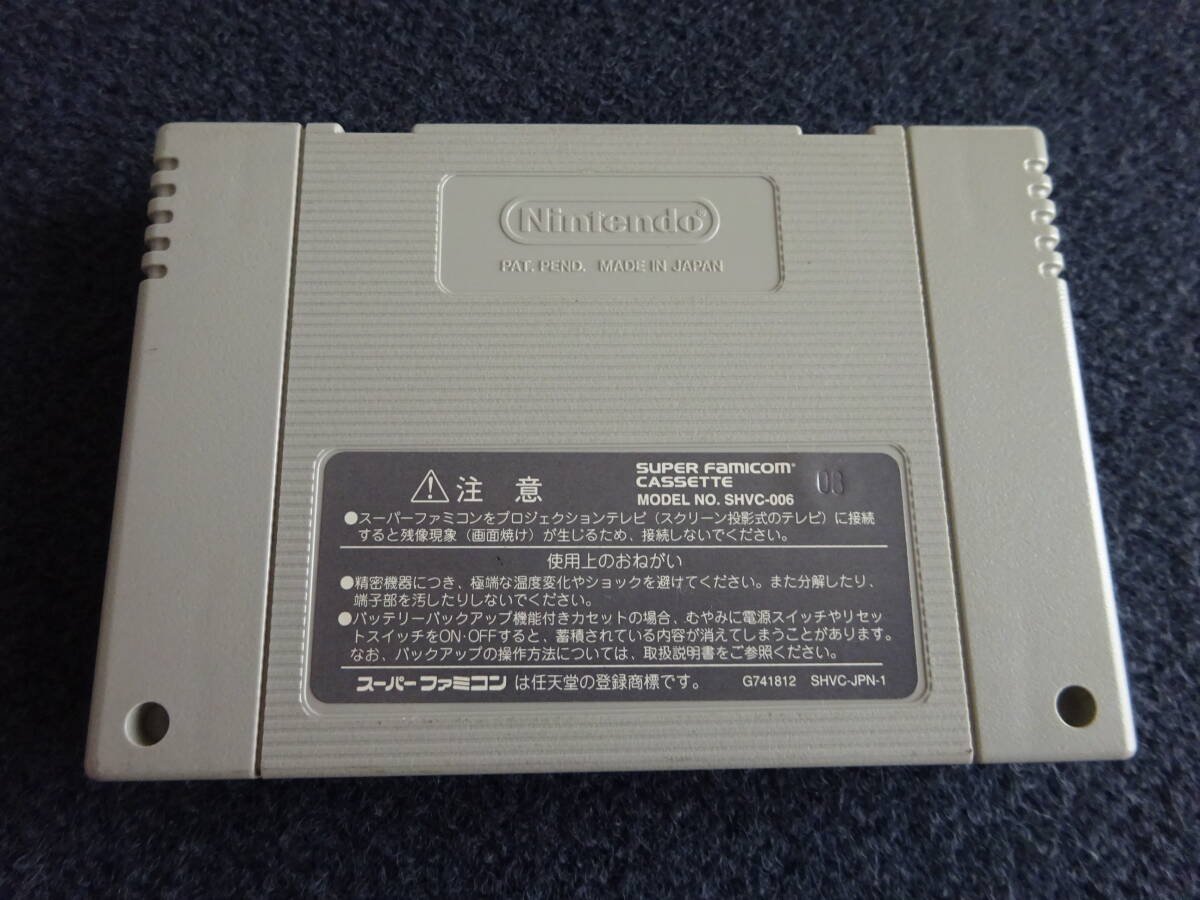 Nintendo®
PAT. PEND. MADE IN JAPAN
⚠注 意
SUPER FAMICOM®
CASSETTE
MODEL NO. SHVC-006
●スーパーファミコンをプロジェクションテレビ（スクリーン投影式のテレビ）に接続
すると残像現象（画面焼け）が生じるため、接続しないでください。
使用上のおねがい
●精密機器につき、極端な温度変化やショックを避けてください。また分解したり、
端子部を汚したりしないでください。
●バッテリーバックアップ機能付きカセットの場合、むやみに電源スイッチやリセッ
トスイッチをON・OFFすると、蓄積されている内容が消えてしまうことがあります。
なお、バックアップの操作方法については、取扱説明書をご参照ください。
スーパーファミコンは任天堂の登録商標です。 G741812 SHVC-JPN-1